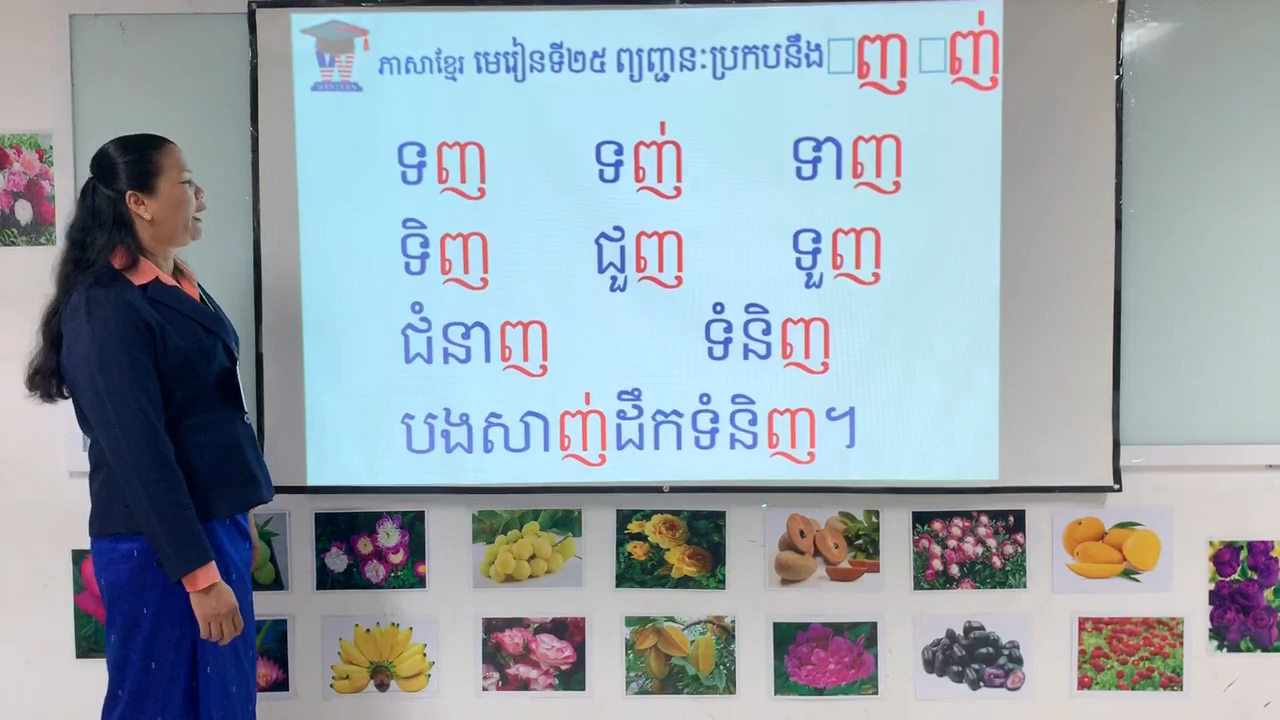 ភាសាខ្មែរ មេរៀនទី២៥ ព្យញ្ជនៈប្រកបនឹង□ញ □ញ់
WESTERN
ទញ ទញ់ ទាញ
ទិញ ជួញ ទួញ
ជំនាញ ទំនិញ
បងសាញ់ដឹកទំនិញ។